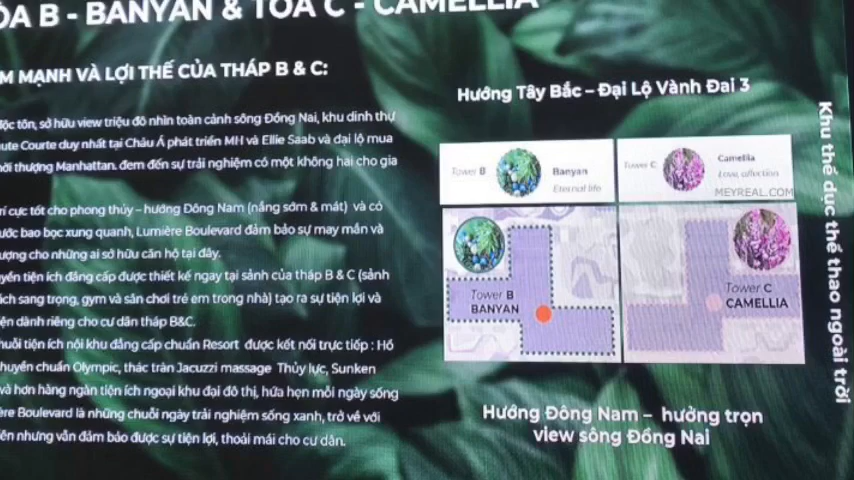 ÒA B - BANYAN & TÒA C - CAMELLIA
M MẠNH VÀ LỢI THẾ CỦA THÁP B & C:
độc tôn, sở hữu view triệu đô nhìn toàn cảnh sông Đồng Nai, khu dinh thự
ute Courte duy nhất tại Châu Á phát triển MH và Ellie Saab và đại lộ mua
hời thượng Manhattan. đem đến sự trải nghiệm có một không hai cho gia
rí cực tốt cho phong thủy – hướng Đông Nam (nắng sớm & mát) và có
ước bao bọc xung quanh, Lumière Boulevard đảm bảo sự may mắn và
ượng cho những ai sở hữu căn hộ tại đây.
yển tiện ích đẳng cấp được thiết kế ngay tại sảnh của tháp B & C (sảnh
ách sang trọng, gym và sân chơi trẻ em trong nhà) tạo ra sự tiện lợi và
iện dành riêng cho cư dân tháp B&C.
huỗi tiện ích nội khu đẳng cấp chuẩn Resort được kết nối trực tiếp : Hồ
huyển chuẩn Olympic, thác tràn Jacuzzi massage Thủy lực, Sunken
và hơn hàng ngàn tiện ích ngoại khu đại đô thị, hứa hẹn mỗi ngày sống
ère Boulevard là những chuỗi ngày trải nghiệm sống xanh, trở về với
ên nhưng vẫn đảm bảo được sự tiện lợi, thoải mái cho cư dân.
Hướng Tây Bắc – Đại Lộ Vành Đai 3
Tower B
Banyan
Eternal life
Tower C
Camellia
Love, affection
MEYREAL.COM
Tower B
BANYAN
Tower C
CAMELLIA
Hướng Đông Nam – hưởng trọn
view sông Đồng Nai
Khu thể dục thể thao ngoài trời